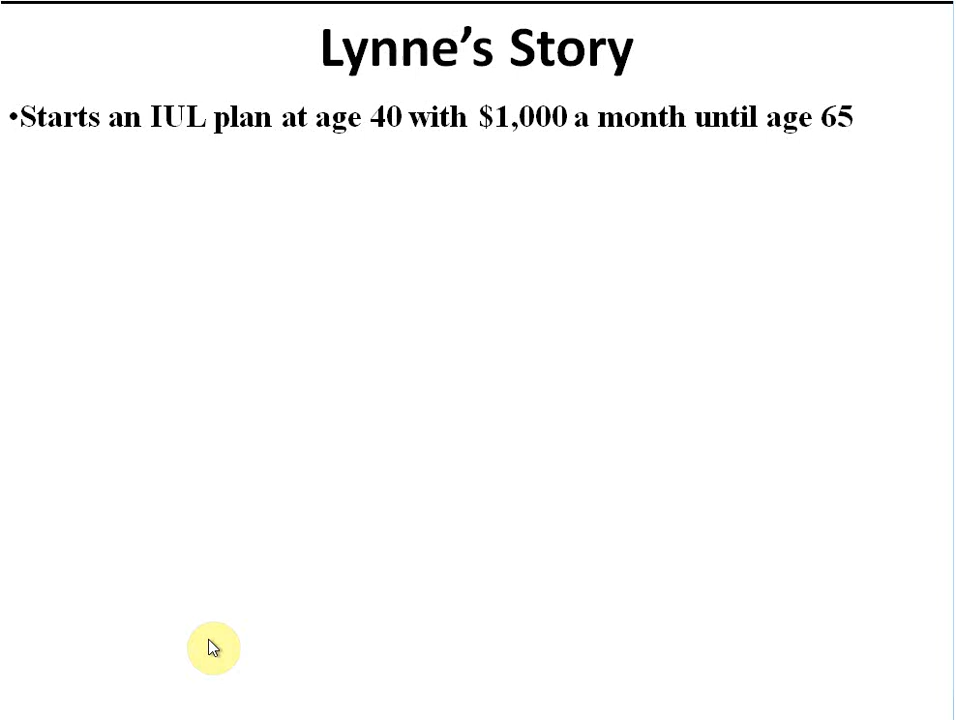 Lynne's Story
•Starts an IUL plan at age 40 with $1,000 a month until age 65